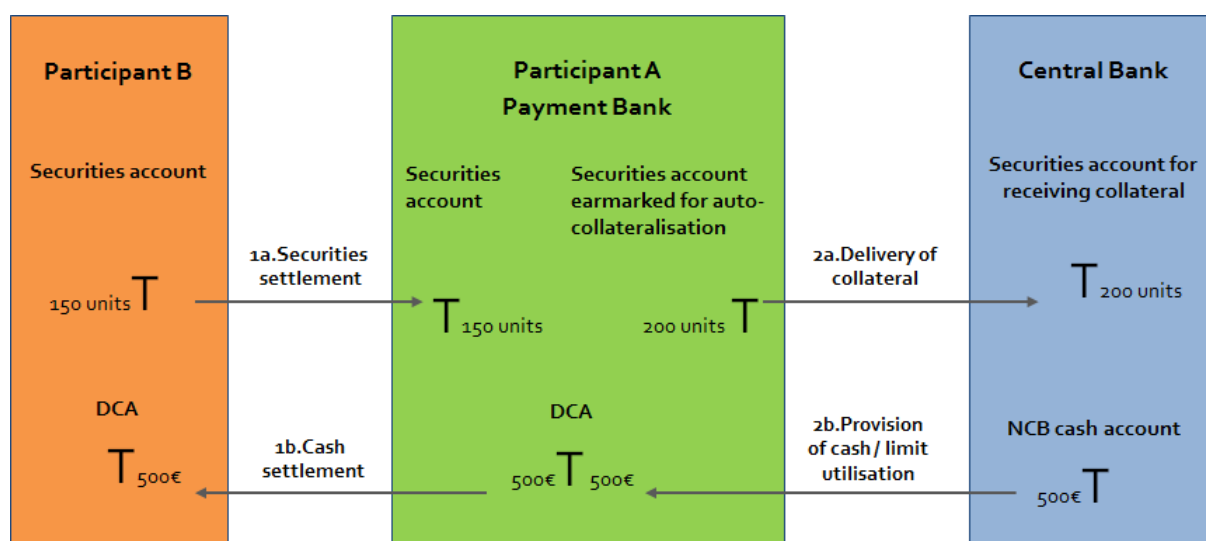 Participant B
Participant A
Payment Bank
Central Bank
Securities account
Securities
account
Securities account
earmarked for auto-
collateralisation
Securities account for
receiving collateral
1a.Securities
settlement
2a.Delivery of
collateral
150 units T
T 150 units
200 units T
T 200 units
DCA
DCA
NCB cash account
1b.Cash
settlement
2b.Provision
of cash / limit
utilisation
T 500€
500€ T 500€
500€ T